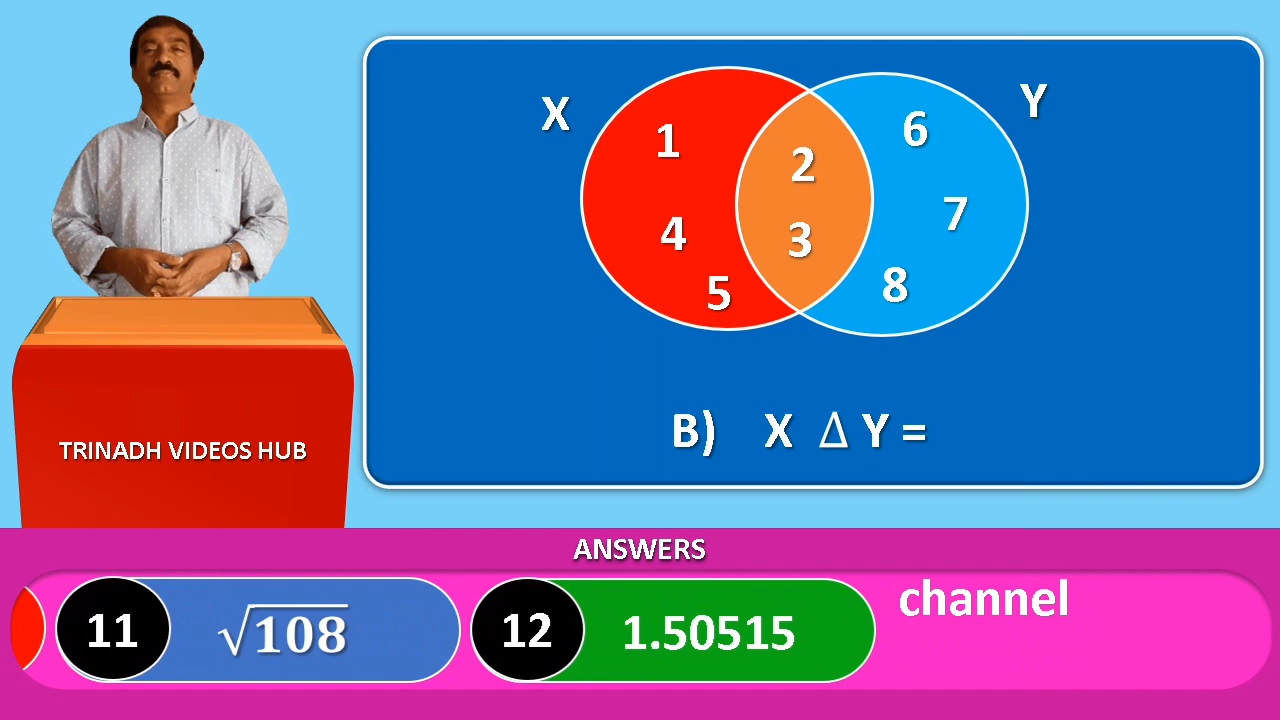 X
Y
1
2
6
4
3
7
5
8
B) X Δ Y =
TRINADH VIDEOS HUB
ANSWERS
11 √108
12 1.50515
channel